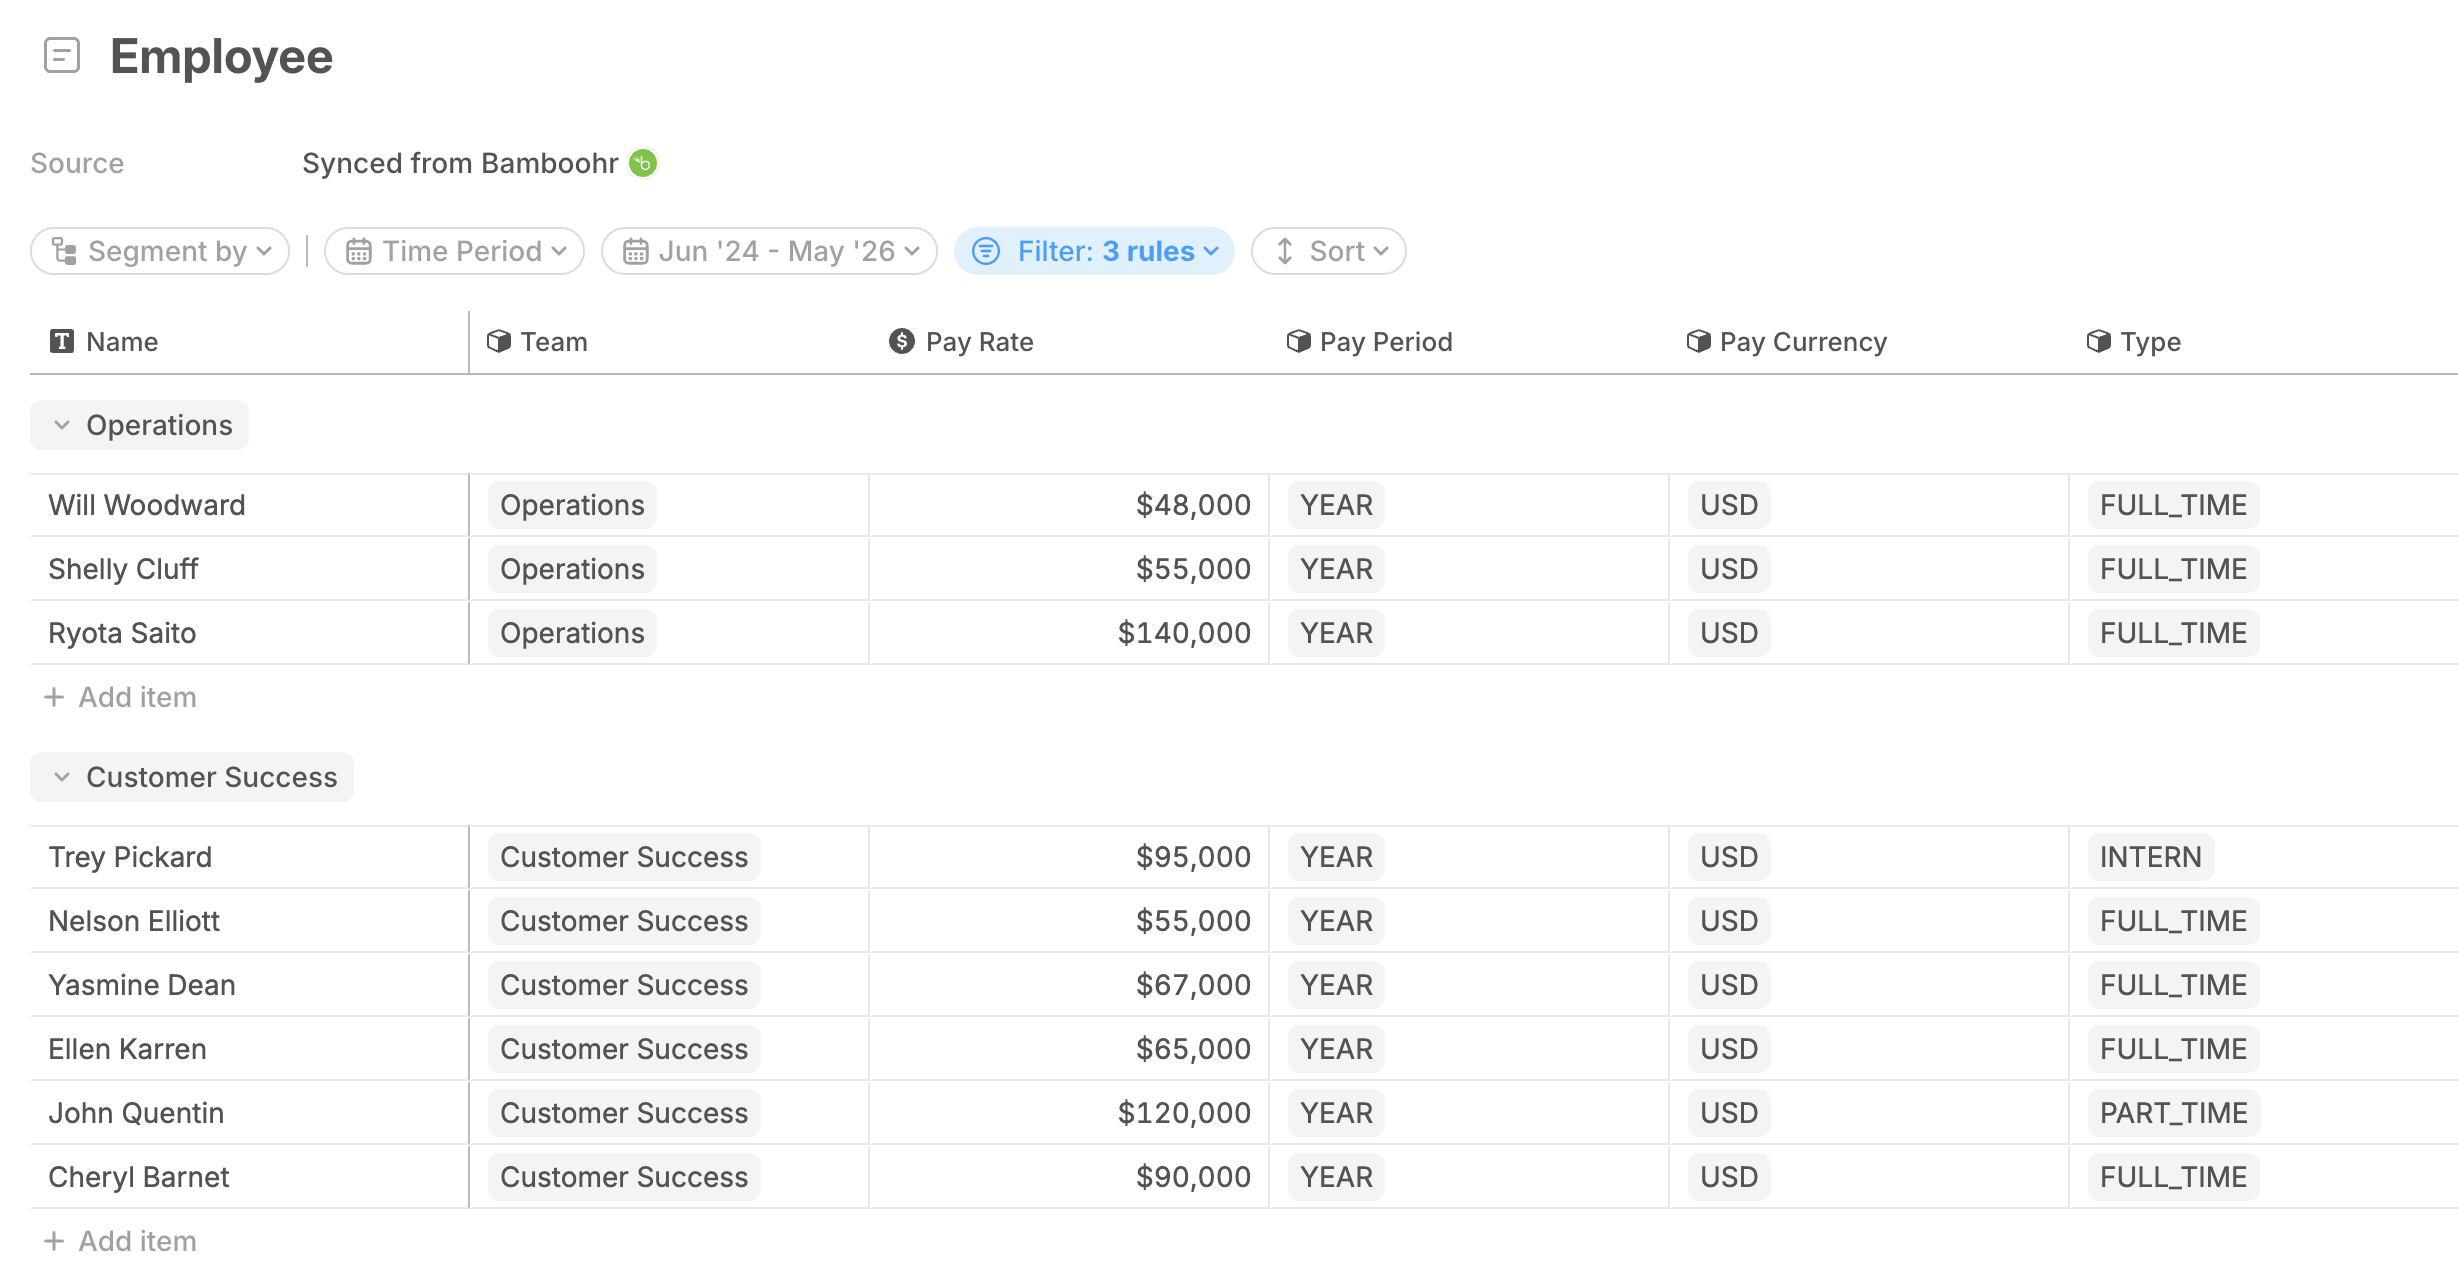 Employee
Source Synced from Bamboohr
Segment by Time Period Jun '24 - May '26 Filter: 3 rules Sort
Name Team Pay Rate Pay Period Pay Currency Type
Operations
Will Woodward Operations $48,000 YEAR USD FULL_TIME
Shelly Cluff Operations $55,000 YEAR USD FULL_TIME
Ryota Saito Operations $140,000 YEAR USD FULL_TIME
+ Add item
Customer Success
Trey Pickard Customer Success $95,000 YEAR USD INTERN
Nelson Elliott Customer Success $55,000 YEAR USD FULL_TIME
Yasmine Dean Customer Success $67,000 YEAR USD FULL_TIME
Ellen Karren Customer Success $65,000 YEAR USD FULL_TIME
John Quentin Customer Success $120,000 YEAR USD PART_TIME
Cheryl Barnet Customer Success $90,000 YEAR USD FULL_TIME
+ Add item